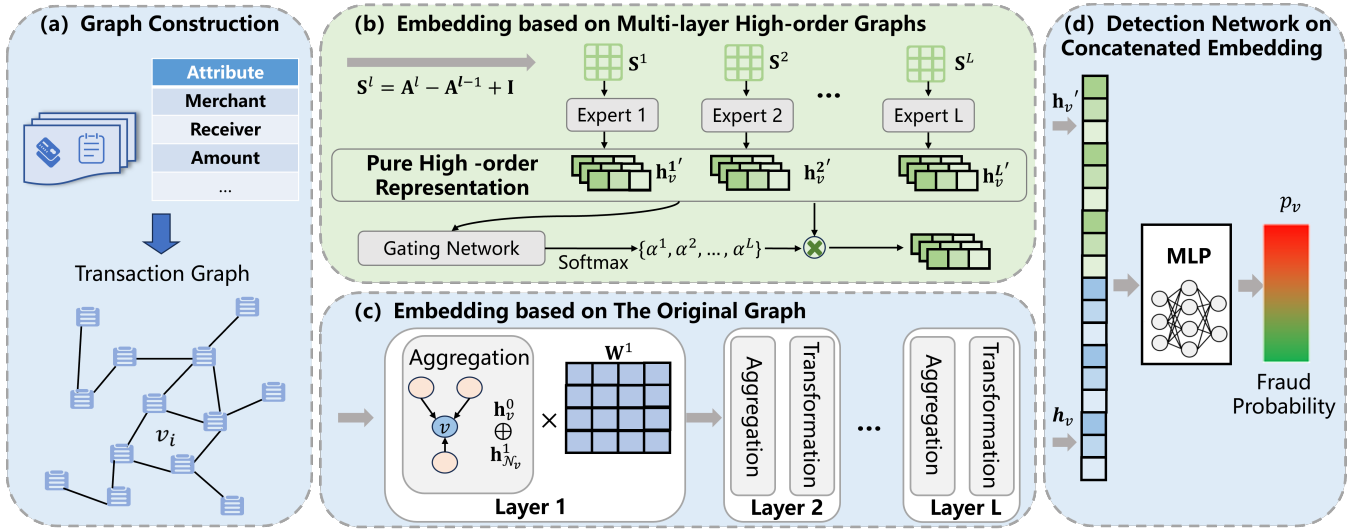 (a) Graph Construction
Attribute
Merchant
Receiver
Amount
...
Transaction Graph
v_i
(b) Embedding based on Multi-layer High-order Graphs
S^l = A^l − A^{l−1} + I
S^1
S^2
S^L
...
Expert 1
Expert 2
Expert L
Pure High -order
Representation
h_v^{1′}
h_v^{2′}
h_v^{L′}
Gating Network
Softmax
{α^1, α^2, ..., α^L}
(c) Embedding based on The Original Graph
Aggregation
v
h_v^0
⊕
h_{N_v}^1
×
W^1
Layer 1
Aggregation
Transformation
Layer 2
...
Aggregation
Transformation
Layer L
(d) Detection Network on
Concatenated Embedding
h_v′
h_v
MLP
p_v
Fraud
Probability